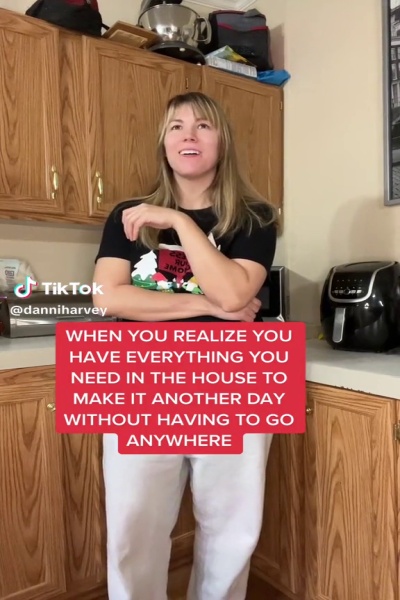 TikTok
@danniharvey
WHEN YOU REALIZE YOU
HAVE EVERYTHING YOU
NEED IN THE HOUSE TO
MAKE IT ANOTHER DAY
WITHOUT HAVING TO GO
ANYWHERE